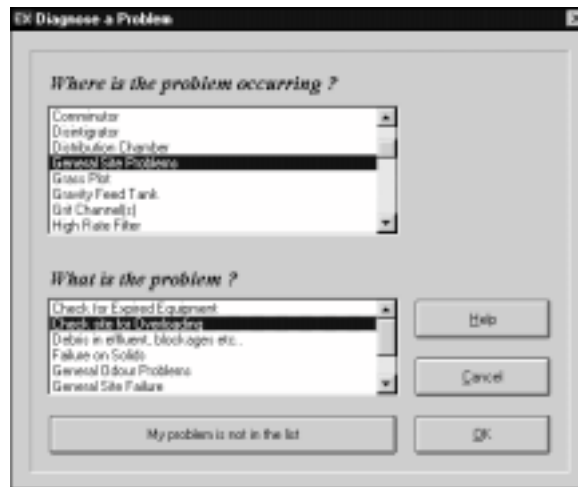 EX Diagnose a Problem
Where is the problem occurring ?
Comminutor
Disintigrator
Distribution Chamber
General Site Problems
Grass Plot
Gravity Feed Tank
Grit Channel(s)
High Rate Filter
What is the problem ?
Check for Expired Equipment
Check site for Overloading
Debris in effluent, blockages etc..
Failure on Solids
General Odour Problems
General Site Failure
Help
Cancel
My problem is not in the list
OK